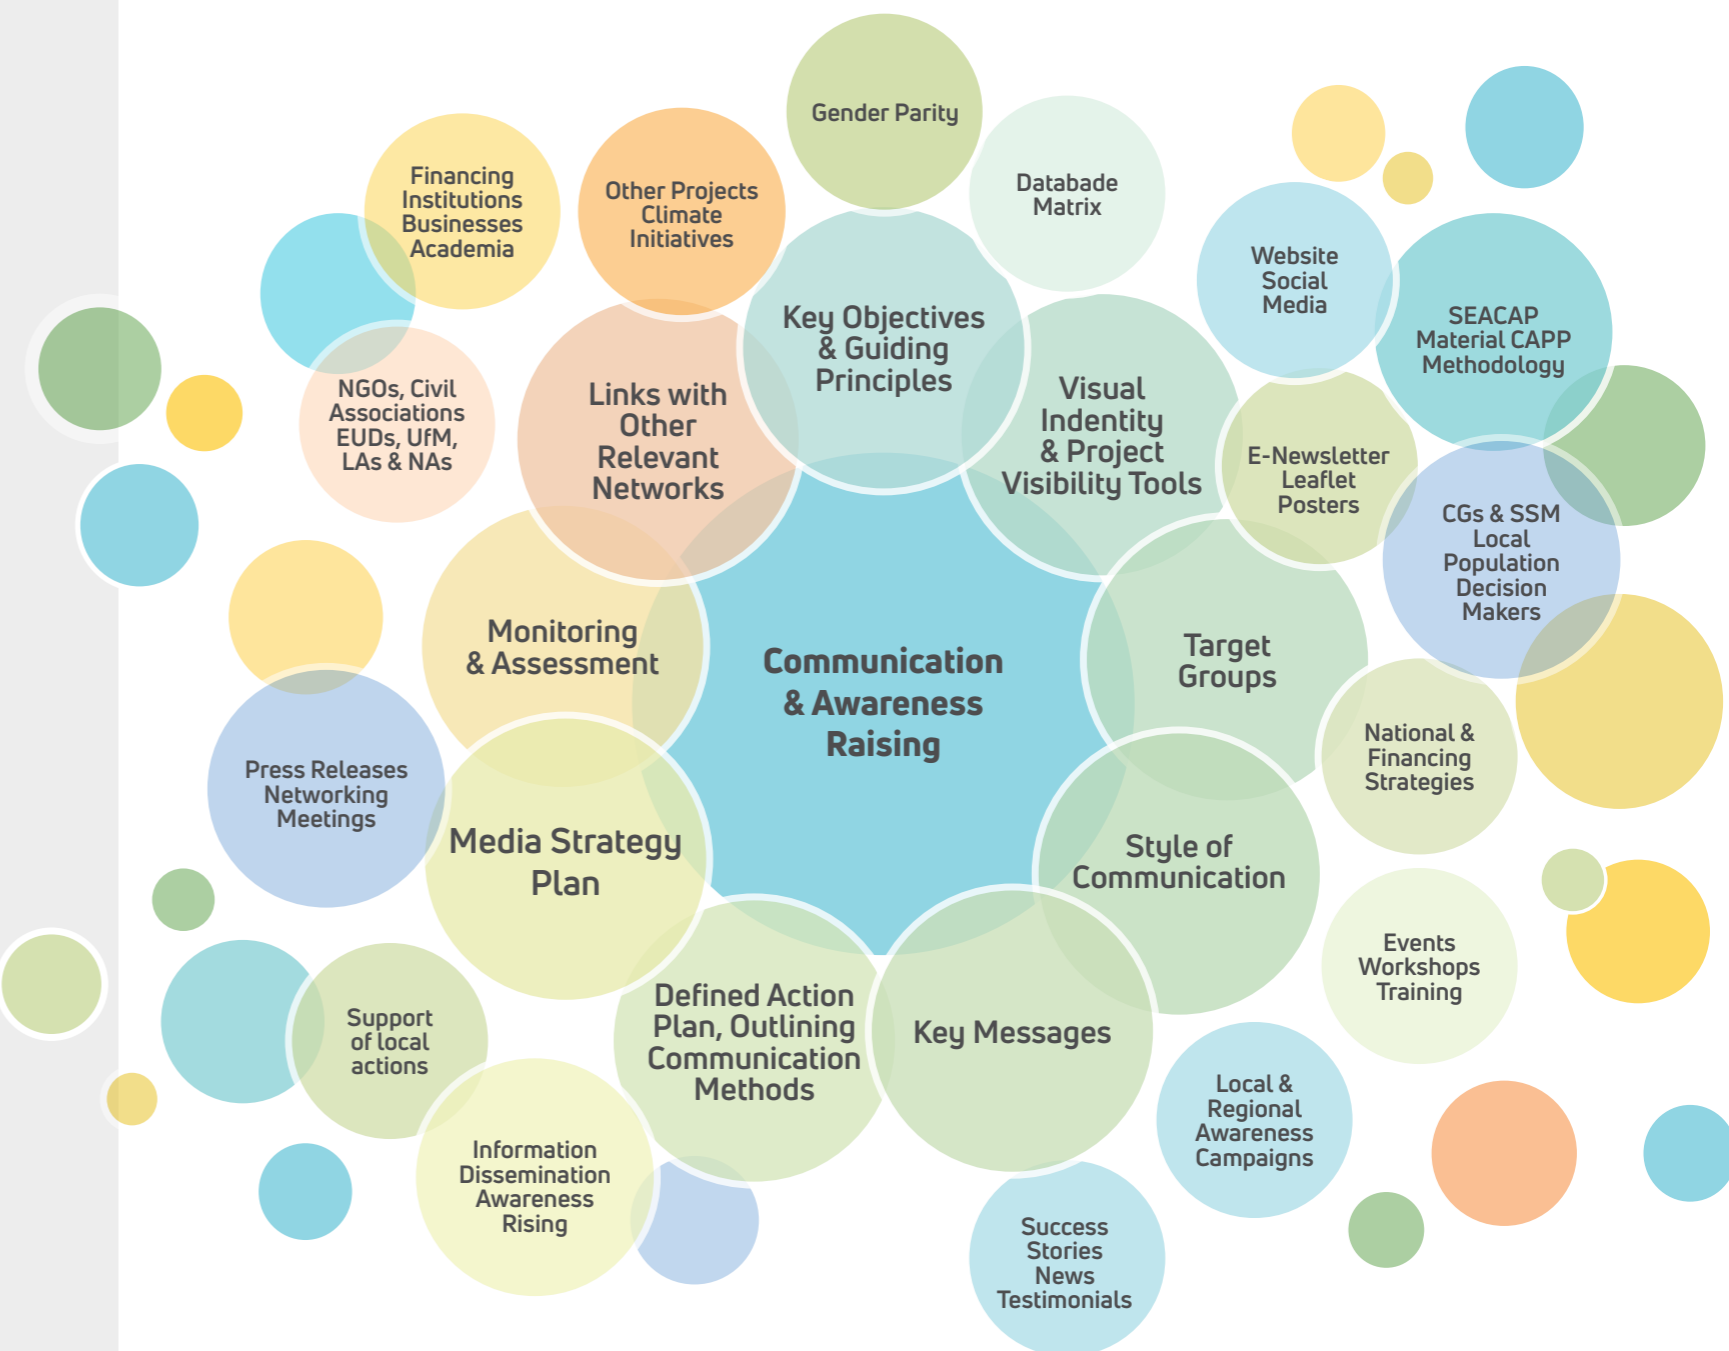 Gender Parity
Databade
Matrix
Financing
Institutions
Businesses
Academia
Other Projects
Climate
Initiatives
Website
Social
Media
SEACAP
Material CAPP
Methodology
Key Objectives
& Guiding
Principles
NGOs, Civil
Associations
EUDs, UfM,
LAs & NAs
Links with
Other
Relevant
Networks
Visual
Indentity
& Project
Visibility Tools
E-Newsletter
Leaflet
Posters
CGs & SSM
Local
Population
Decision
Makers
Monitoring
& Assessment
Communication
& Awareness
Raising
Target
Groups
National &
Financing
Strategies
Press Releases
Networking
Meetings
Media Strategy
Plan
Style of
Communication
Events
Workshops
Training
Support
of local
actions
Defined Action
Plan, Outlining
Communication
Methods
Key Messages
Local &
Regional
Awareness
Campaigns
Information
Dissemination
Awareness
Rising
Success
Stories
News
Testimonials